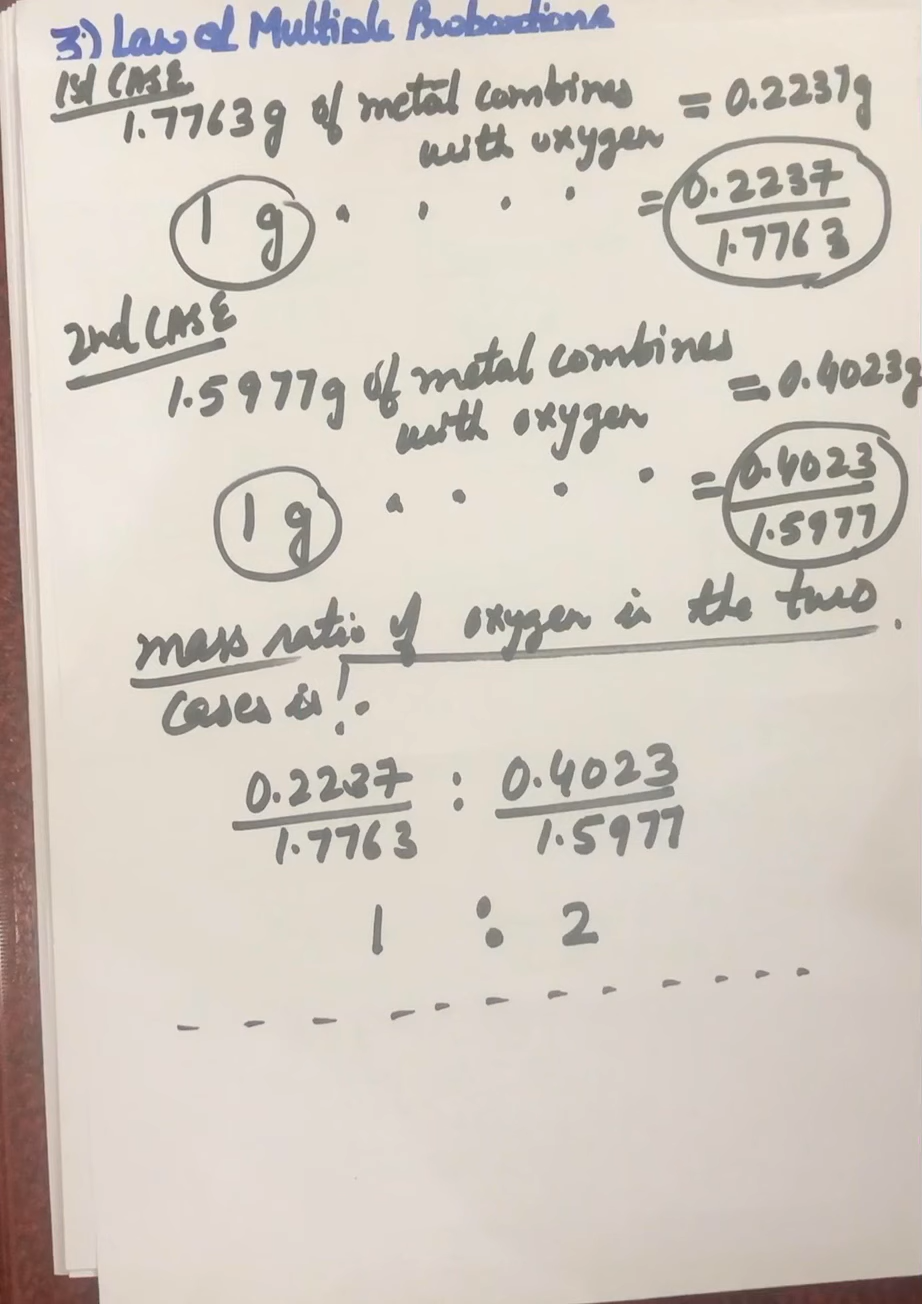 3) Law of Multiple Proportions
1st CASE
1.7763g of metal combines = 0.2237g
with oxygen
1 g " " " " = 0.2237
1.7763
2nd CASE
1.5977g of metal combines = 0.4023g
with oxygen
1 g " " " " = 0.4023
1.5977
mass ratio of oxygen in the two
cases is :
0.2237 : 0.4023
1.7763 1.5977
1 : 2